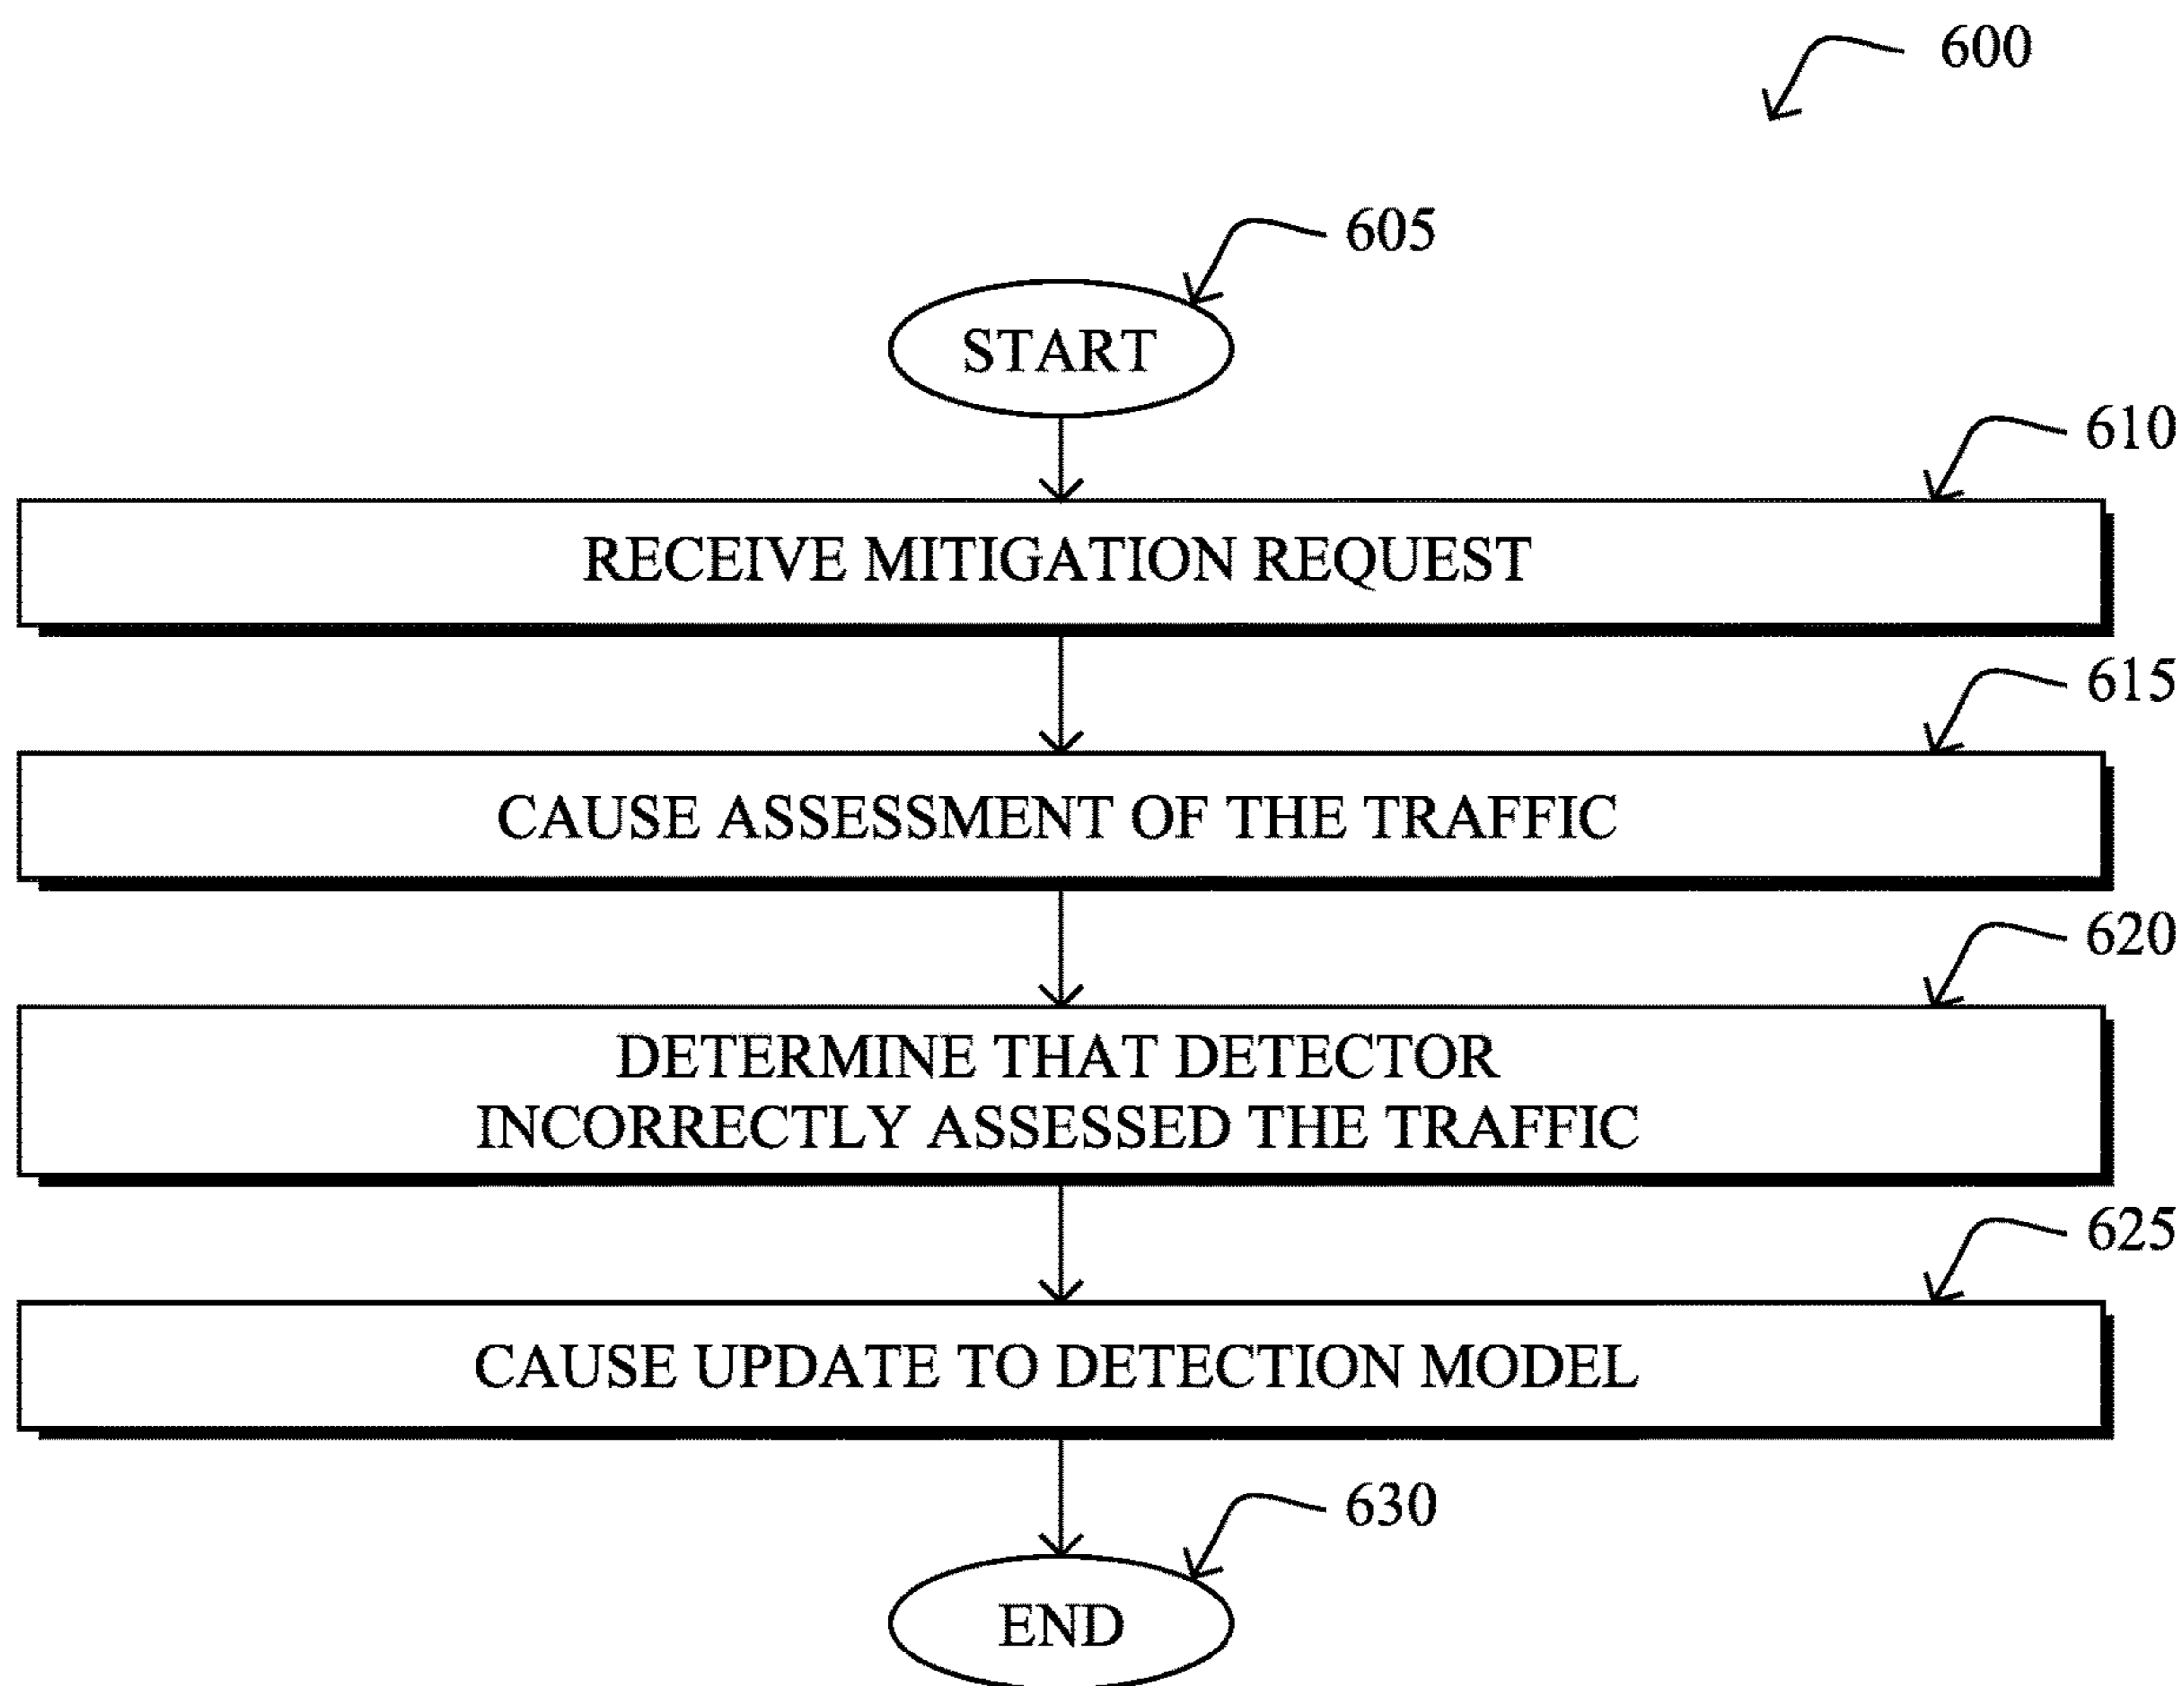 600
605
START
610
RECEIVE MITIGATION REQUEST
615
CAUSE ASSESSMENT OF THE TRAFFIC
620
DETERMINE THAT DETECTOR
INCORRECTLY ASSESSED THE TRAFFIC
625
CAUSE UPDATE TO DETECTION MODEL
630
END